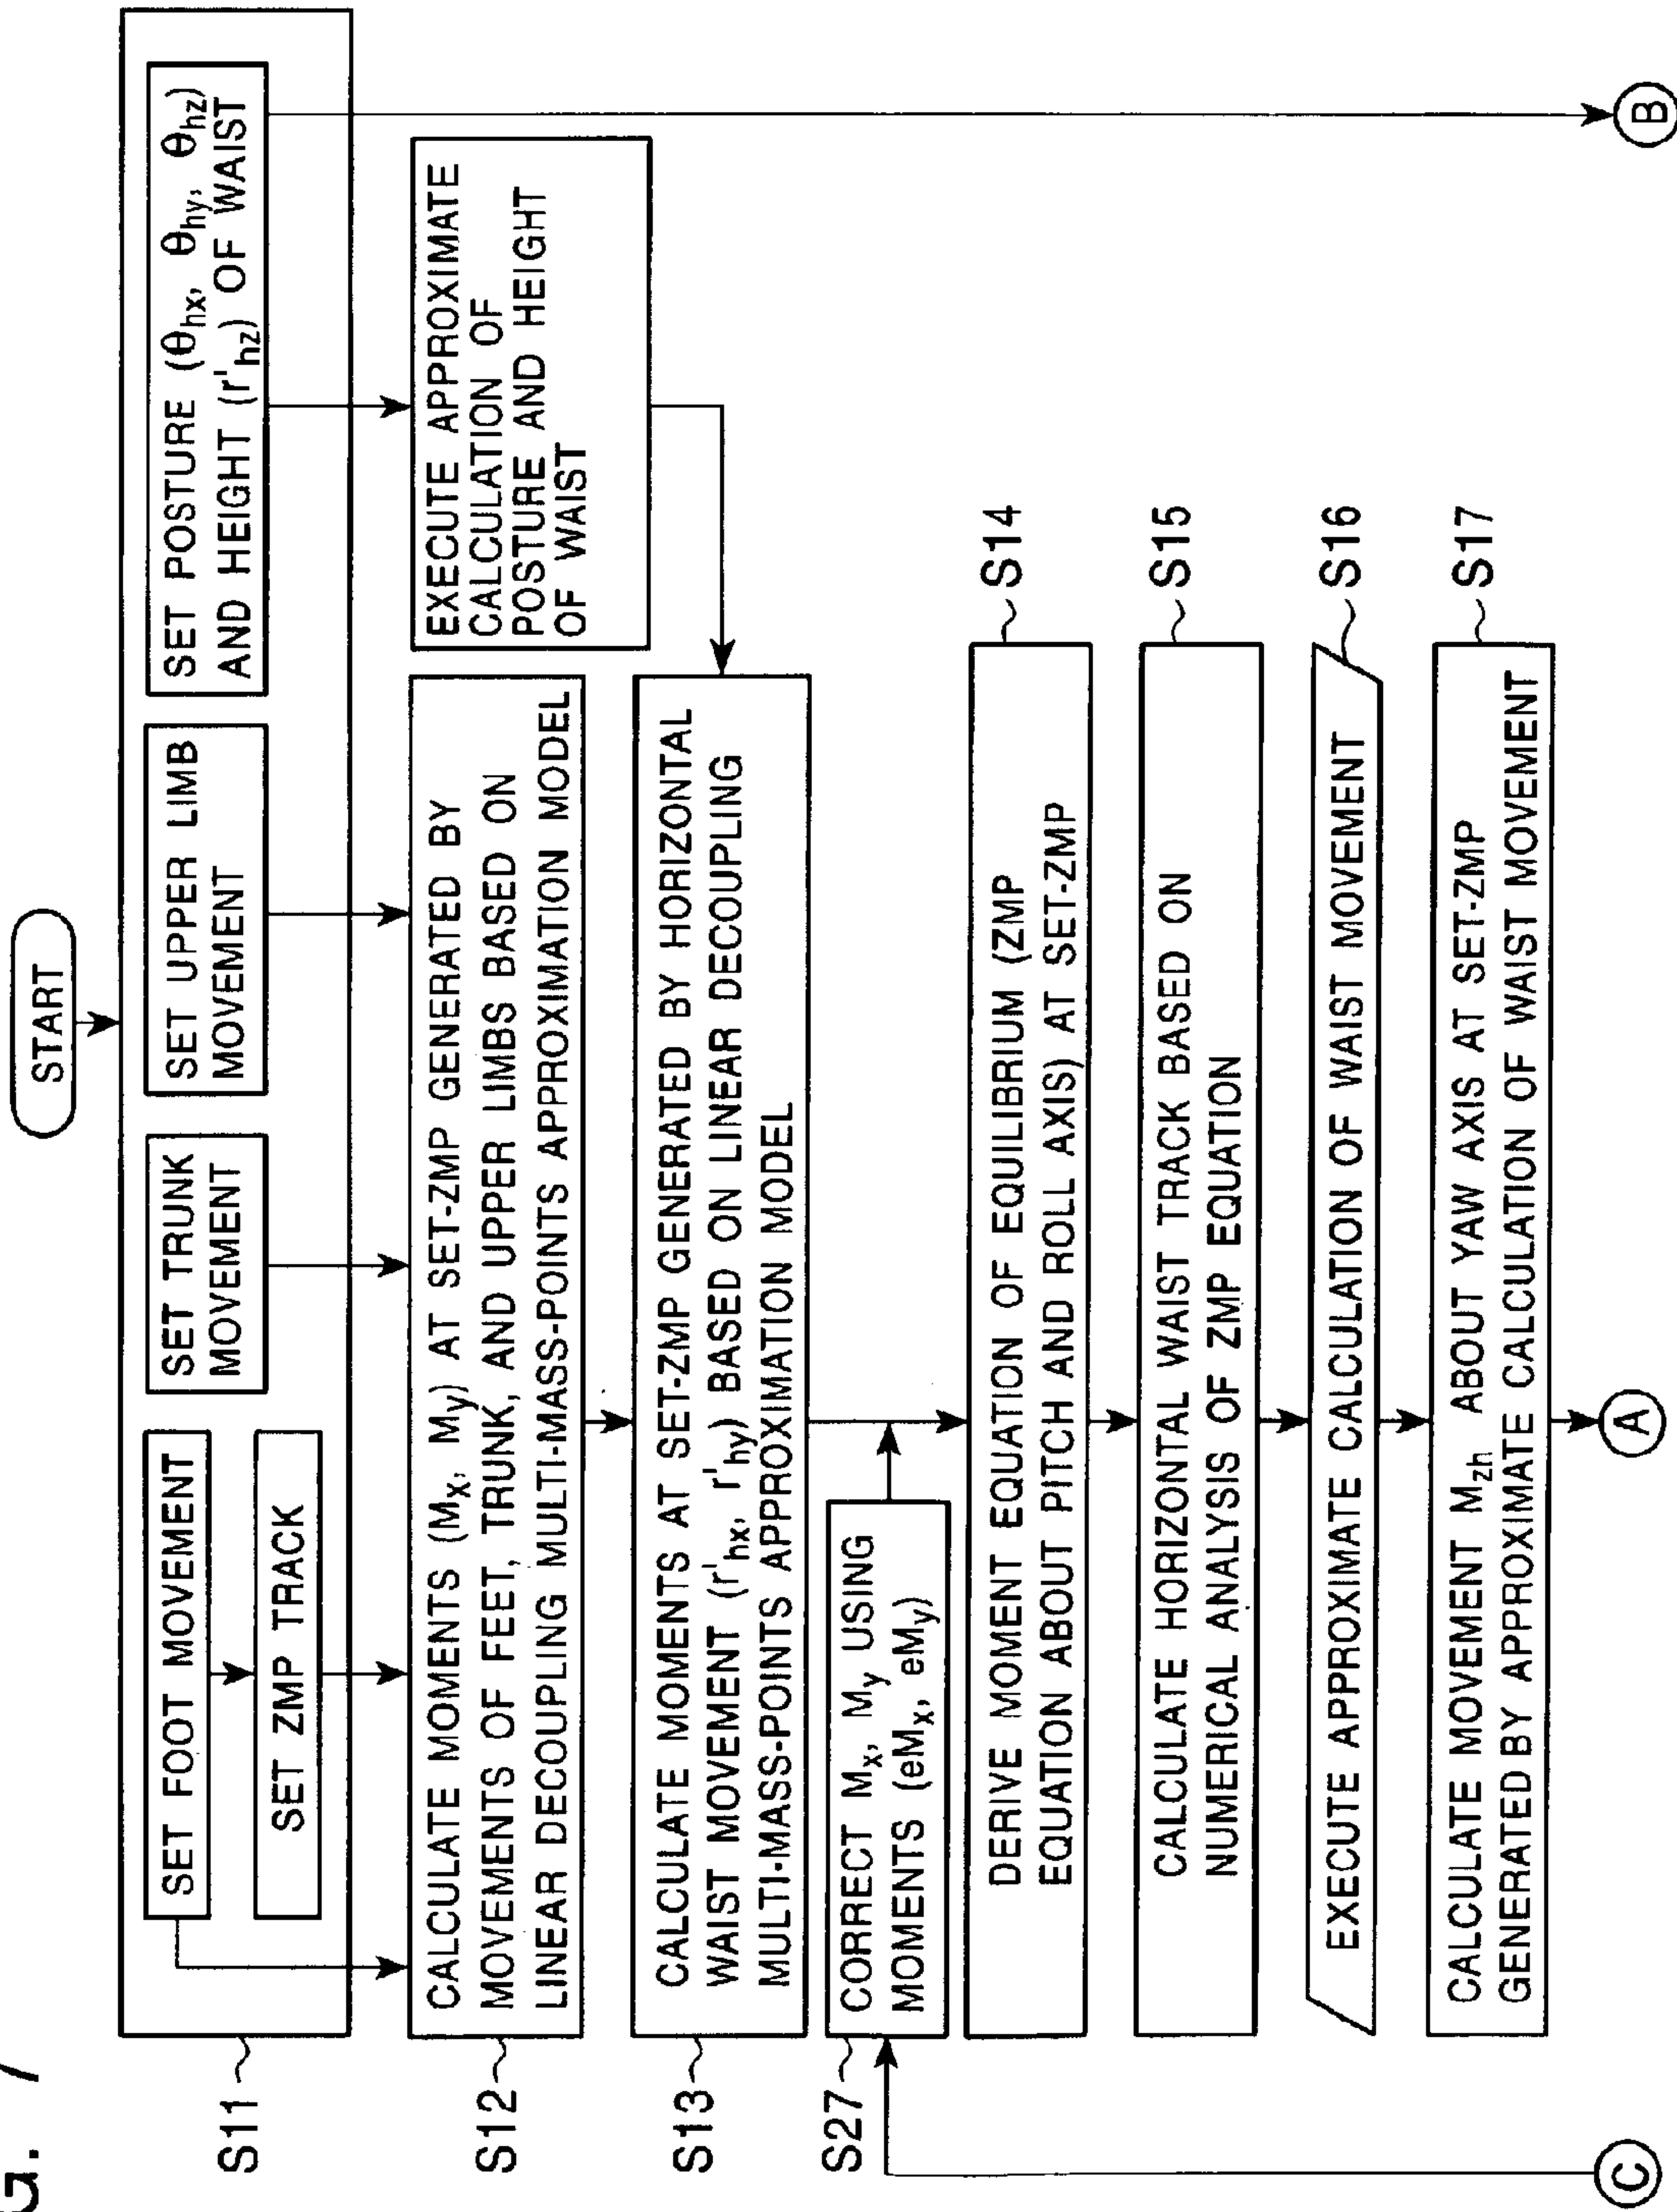 G. 7
START
S11
SET FOOT MOVEMENT
SET ZMP TRACK
SET TRUNK
MOVEMENT
SET UPPER LIMB
MOVEMENT
SET POSTURE (θhx, θhy, θhz)
AND HEIGHT (r'hz) OF WAIST
S12
CALCULATE MOMENTS (Mx, My) AT SET-ZMP GENERATED BY
MOVEMENTS OF FEET, TRUNK, AND UPPER LIMBS BASED ON
LINEAR DECOUPLING MULTI-MASS-POINTS APPROXIMATION MODEL
EXECUTE APPROXIMATE
CALCULATION OF
POSTURE AND HEIGHT
OF WAIST
S13
CALCULATE MOMENTS AT SET-ZMP GENERATED BY HORIZONTAL
WAIST MOVEMENT (r'hx, r'hy) BASED ON LINEAR DECOUPLING
MULTI-MASS-POINTS APPROXIMATION MODEL
S27
CORRECT Mx, My USING
MOMENTS (eMx, eMy)
DERIVE MOMENT EQUATION OF EQUILIBRIUM (ZMP
EQUATION ABOUT PITCH AND ROLL AXIS) AT SET-ZMP
S14
CALCULATE HORIZONTAL WAIST TRACK BASED ON
NUMERICAL ANALYSIS OF ZMP EQUATION
S15
EXECUTE APPROXIMATE CALCULATION OF WAIST MOVEMENT
S16
CALCULATE MOVEMENT Mzh ABOUT YAW AXIS AT SET-ZMP
GENERATED BY APPROXIMATE CALCULATION OF WAIST MOVEMENT
S17
C
A
B